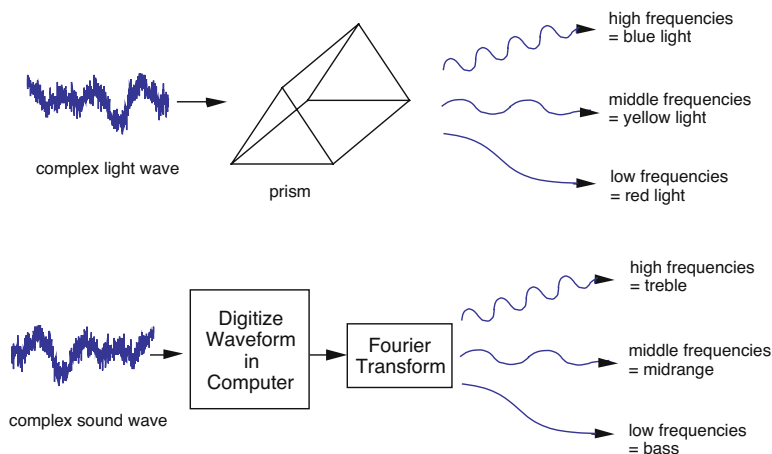 high frequencies
= blue light
middle frequencies
= yellow light
complex light wave
prism
low frequencies
= red light
high frequencies
= treble
Digitize
Waveform
in
Computer
Fourier
Transform
middle frequencies
= midrange
complex sound wave
low frequencies
= bass